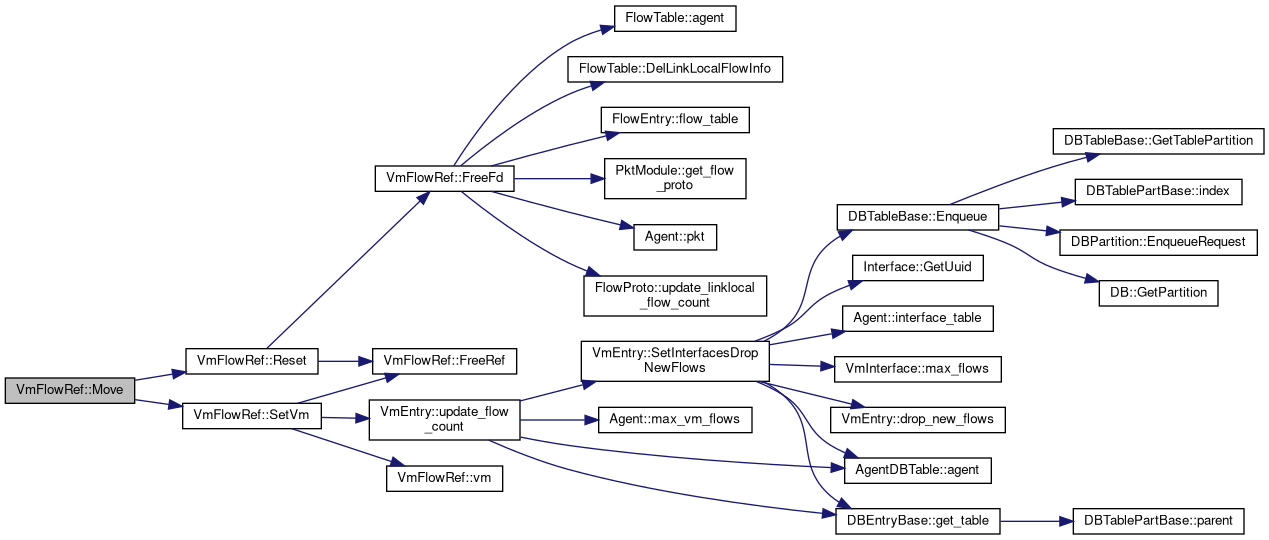 FlowTable::agent
FlowTable::DelLinkLocalFlowInfo
FlowEntry::flow_table
VmFlowRef::FreeFd
PktModule::get_flow
_proto
Agent::pkt
FlowProto::update_linklocal
_flow_count
DBTableBase::GetTablePartition
DBTablePartBase::index
DBTableBase::Enqueue
DBPartition::EnqueueRequest
DB::GetPartition
Interface::GetUuid
Agent::interface_table
VmFlowRef::Reset
VmFlowRef::FreeRef
VmEntry::SetInterfacesDrop
NewFlows
VmInterface::max_flows
VmFlowRef::Move
VmFlowRef::SetVm
VmEntry::update_flow
_count
Agent::max_vm_flows
VmEntry::drop_new_flows
VmFlowRef::vm
AgentDBTable::agent
DBEntryBase::get_table
DBTablePartBase::parent